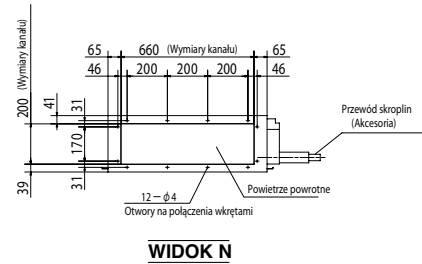 65 660 (Wymiary kanału) 65
46 200 200 200 46
200 (Wymiary kanału)
41
31
170
31
39
Przewód skroplin
(Akcesoria)
12－ϕ4
Otwory na połączenia wkrętami
Powietrze powrotne
WIDOK N